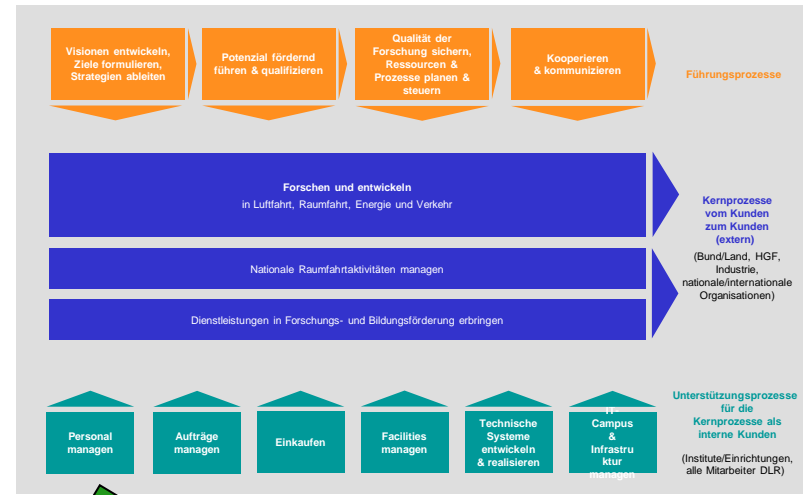 Visionen entwickeln,
Ziele formulieren,
Strategien ableiten
Potenzial fördernd
führen & qualifizieren
Qualität der
Forschung sichern,
Ressourcen &
Prozesse planen &
steuern
Kooperieren
& kommunizieren
Führungsprozesse
Forschen und entwickeln
in Luftfahrt, Raumfahrt, Energie und Verkehr
Nationale Raumfahrtaktivitäten managen
Dienstleistungen in Forschungs- und Bildungsförderung erbringen
Kernprozesse
vom Kunden
zum Kunden
(extern)
(Bund/Land, HGF,
Industrie,
nationale/internationale
Organisationen)
Personal
managen
Aufträge
managen
Einkaufen
Facilities
managen
Technische
Systeme
entwickeln
& realisieren
IT-
Campus
&
Infrastru
ktur
managen
Unterstützungsprozesse
für die
Kernprozesse als
interne Kunden
(Institute/Einrichtungen,
alle Mitarbeiter DLR)